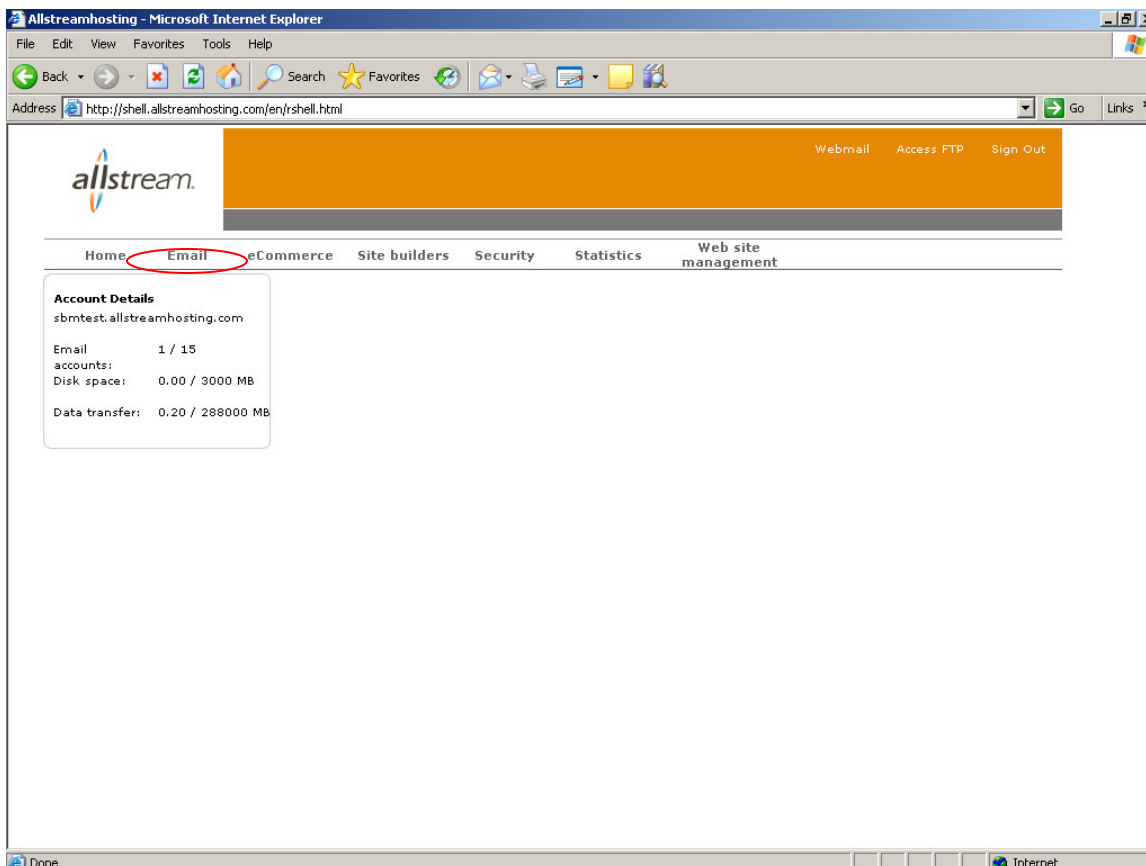 Allstreamhosting - Microsoft Internet Explorer
File Edit View Favorites Tools Help
Back Search Favorites
Address http://shell.allstreamhosting.com/en/rshell.html Go Links
allstream.
Webmail Access FTP Sign Out
Home Email eCommerce Site builders Security Statistics Web site
management
Account Details
sbmtest.allstreamhosting.com
Email 1 / 15
accounts:
Disk space: 0.00 / 3000 MB
Data transfer: 0.20 / 288000 MB
Done Internet